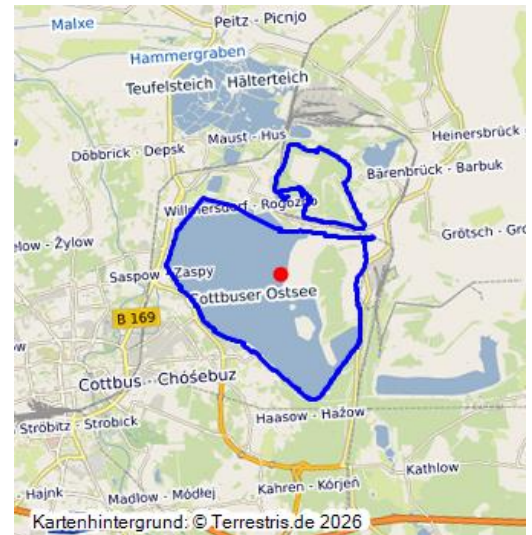 Peitz - Picnjo
Malxe
Hammergraben
Teufelsteich Hälterteich
Maust - Hus
Heinersbrück -
Döbbrick - Depsk
Bärenbrück - Barbuk
Willmersdorf - Rogozno
Grötsch - Gro
elow - Žylow
Saspow - Zaspy
Cottbuser Ostsee
B 169
Cottbus - Chóśebuz
Haasow - Hažow
Ströbitz - Strobick
Kathlow
Kahren - Kórjeń
- Hajnk
Madlow - Módłej
Kartenhintergrund: © Terrestris.de 2026